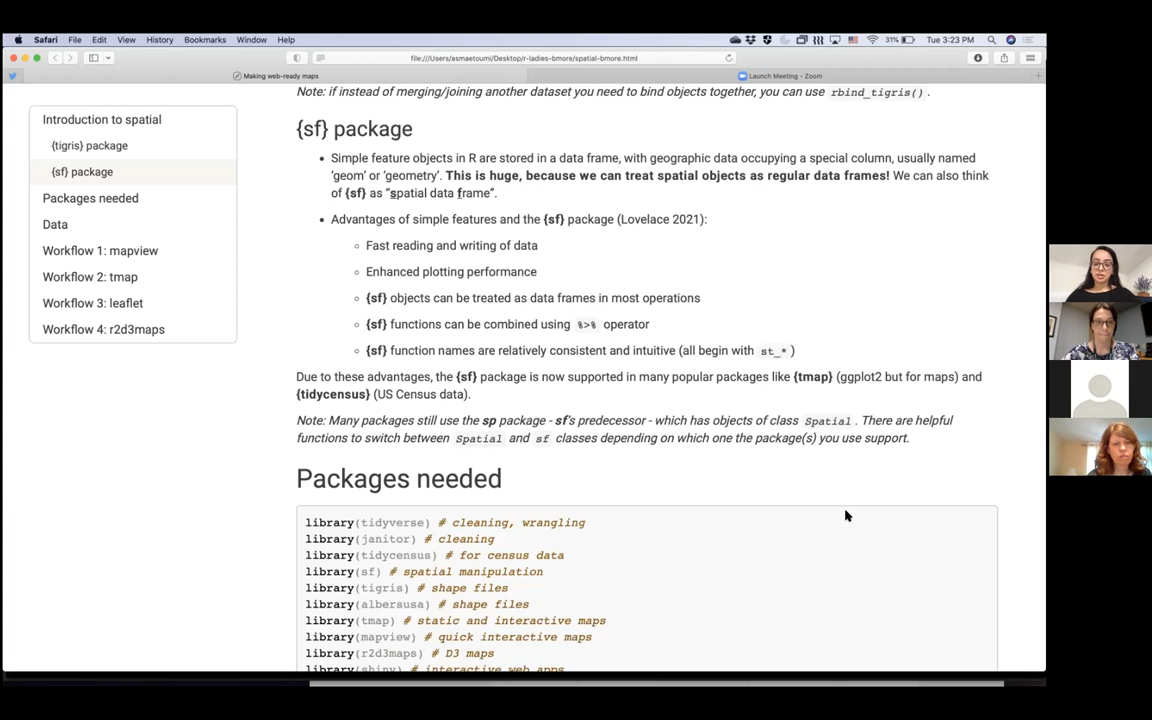 Safari File Edit View History Bookmarks Window Help 31% Tue 3:23 PM
file:///Users/asmaetoumi/Desktop/r-ladies-bmore/spatial-bmore.html
Making web-ready maps Launch Meeting - Zoom
Note: if instead of merging/joining another dataset you need to bind objects together, you can use rbind_tigris() .
Introduction to spatial
{tigris} package
{sf} package
Packages needed
Data
Workflow 1: mapview
Workflow 2: tmap
Workflow 3: leaflet
Workflow 4: r2d3maps
{sf} package
• Simple feature objects in R are stored in a data frame, with geographic data occupying a special column, usually named
'geom' or 'geometry'. This is huge, because we can treat spatial objects as regular data frames! We can also think
of {sf} as "spatial data frame".
• Advantages of simple features and the {sf} package (Lovelace 2021):
◦ Fast reading and writing of data
◦ Enhanced plotting performance
◦ {sf} objects can be treated as data frames in most operations
◦ {sf} functions can be combined using %>% operator
◦ {sf} function names are relatively consistent and intuitive (all begin with st_* )
Due to these advantages, the {sf} package is now supported in many popular packages like {tmap} (ggplot2 but for maps) and
{tidycensus} (US Census data).
Note: Many packages still use the sp package - sf's predecessor - which has objects of class Spatial . There are helpful
functions to switch between Spatial and sf classes depending on which one the package(s) you use support.
Packages needed
library(tidyverse) # cleaning, wrangling
library(janitor) # cleaning
library(tidycensus) # for census data
library(sf) # spatial manipulation
library(tigris) # shape files
library(albersusa) # shape files
library(tmap) # static and interactive maps
library(mapview) # quick interactive maps
library(r2d3maps) # D3 maps
library(shiny) # interactive web apps